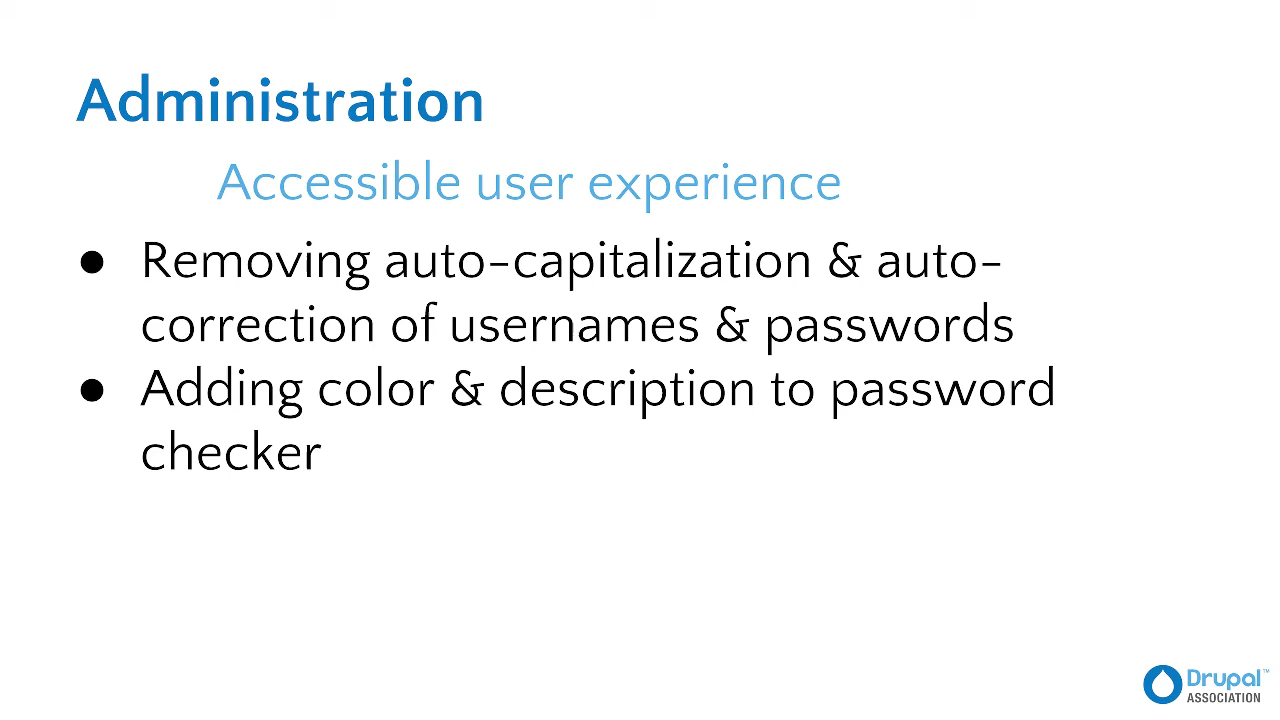 Administration
Accessible user experience
● Removing auto-capitalization & auto-
correction of usernames & passwords
● Adding color & description to password
checker
Drupal™
ASSOCIATION